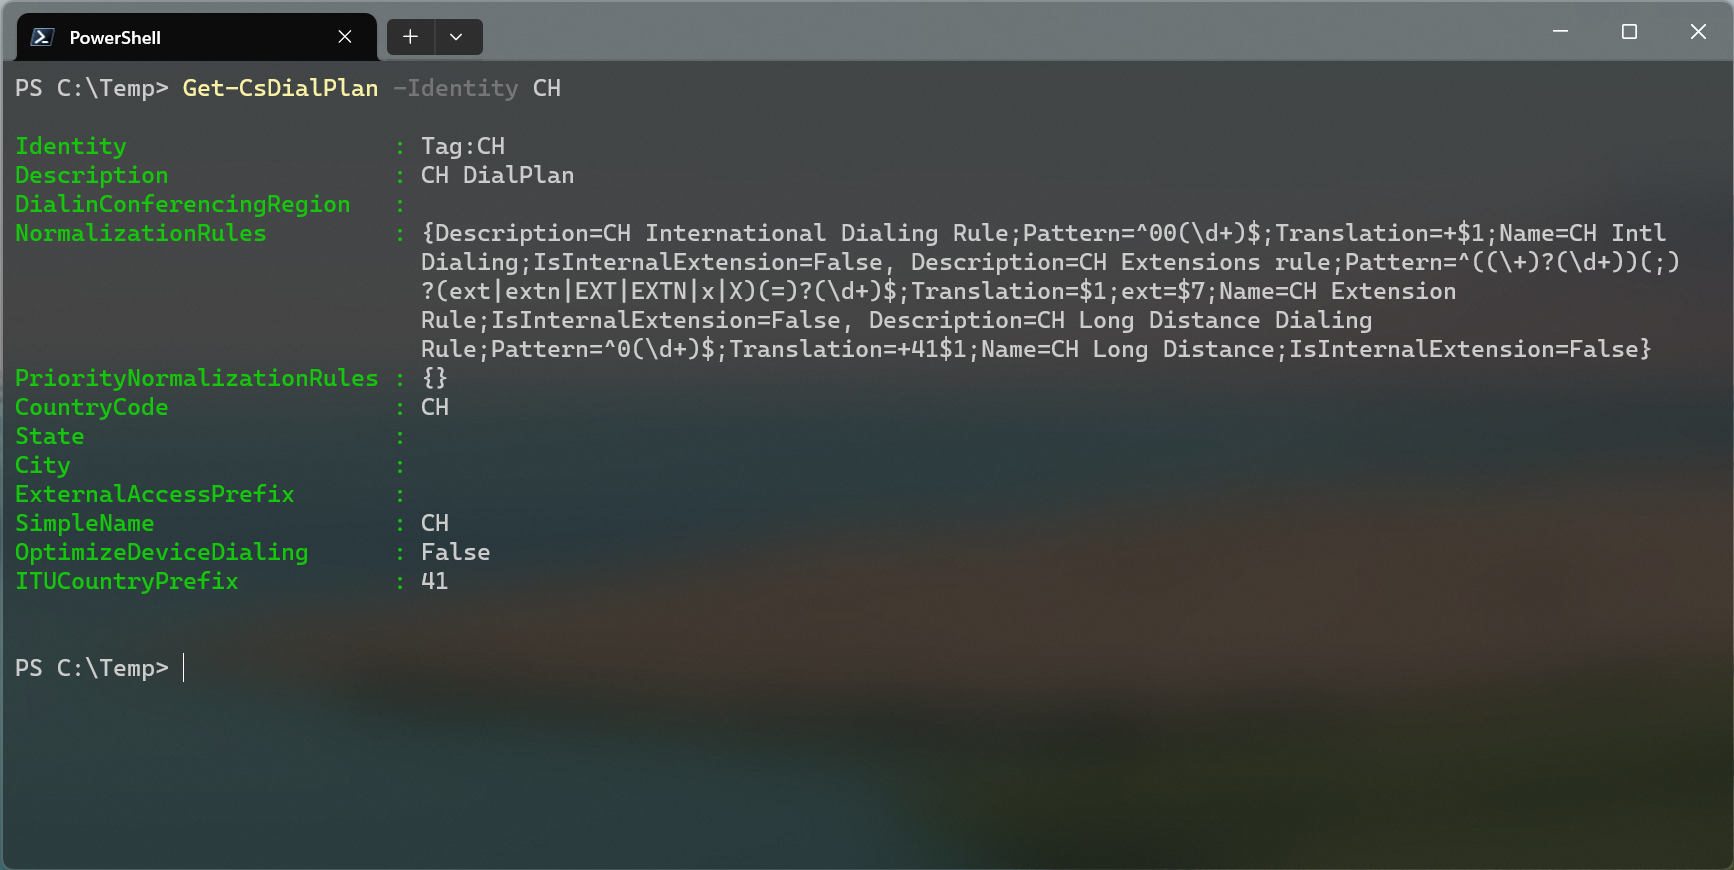 PowerShell
PS C:\Temp> Get-CsDialPlan -Identity CH
Identity : Tag:CH
Description : CH DialPlan
DialinConferencingRegion :
NormalizationRules : {Description=CH International Dialing Rule;Pattern=^00(\d+)$;Translation=+$1;Name=CH Intl
Dialing;IsInternalExtension=False, Description=CH Extensions rule;Pattern=^((\+)?(\d+))(;)
?(ext|extn|EXT|EXTN|x|X)(=)?(\d+)$;Translation=$1;ext=$7;Name=CH Extension
Rule;IsInternalExtension=False, Description=CH Long Distance Dialing
Rule;Pattern=^0(\d+)$;Translation=+41$1;Name=CH Long Distance;IsInternalExtension=False}
PriorityNormalizationRules : {}
CountryCode : CH
State :
City :
ExternalAccessPrefix :
SimpleName : CH
OptimizeDeviceDialing : False
ITUCountryPrefix : 41
PS C:\Temp>